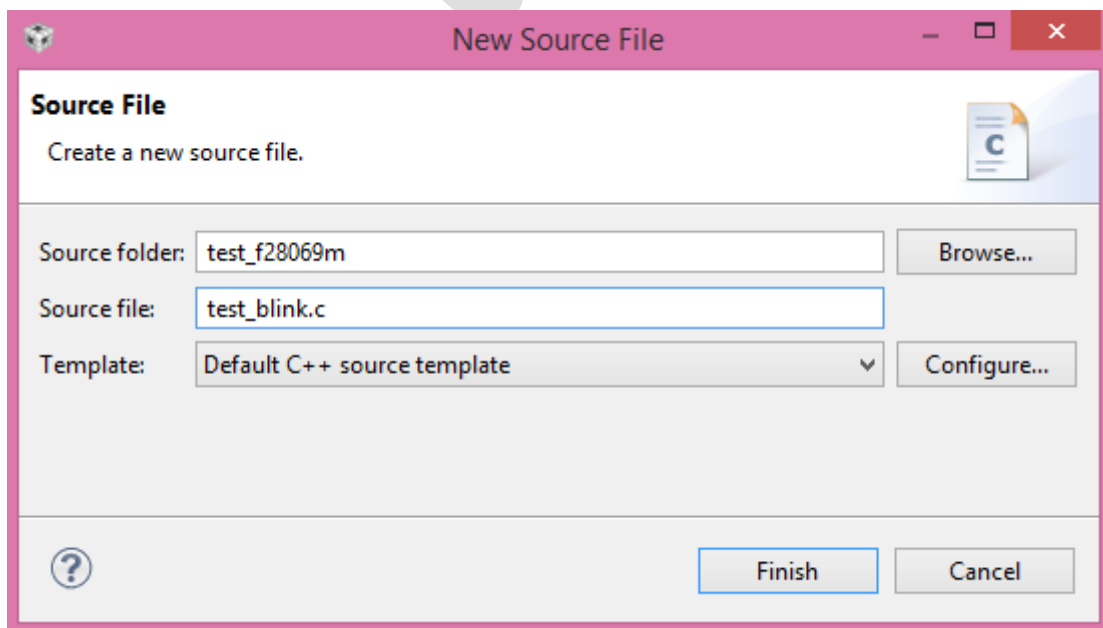 New Source File
Source File
Create a new source file.
C
Source folder: test_f28069m Browse...
Source file: test_blink.c
Template: Default C++ source template Configure...
? Finish Cancel